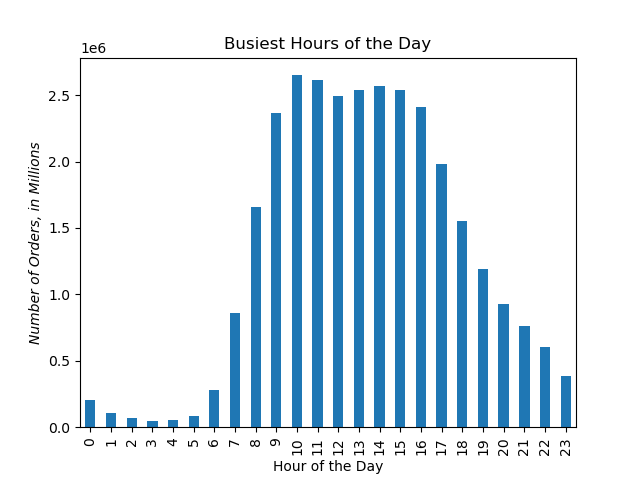 Busiest Hours of the Day
1e6
2.5
2.0
1.5
1.0
0.5
0.0
Number of Orders, in Millions
0 1 2 3 4 5 6 7 8 9 10 11 12 13 14 15 16 17 18 19 20 21 22 23
Hour of the Day